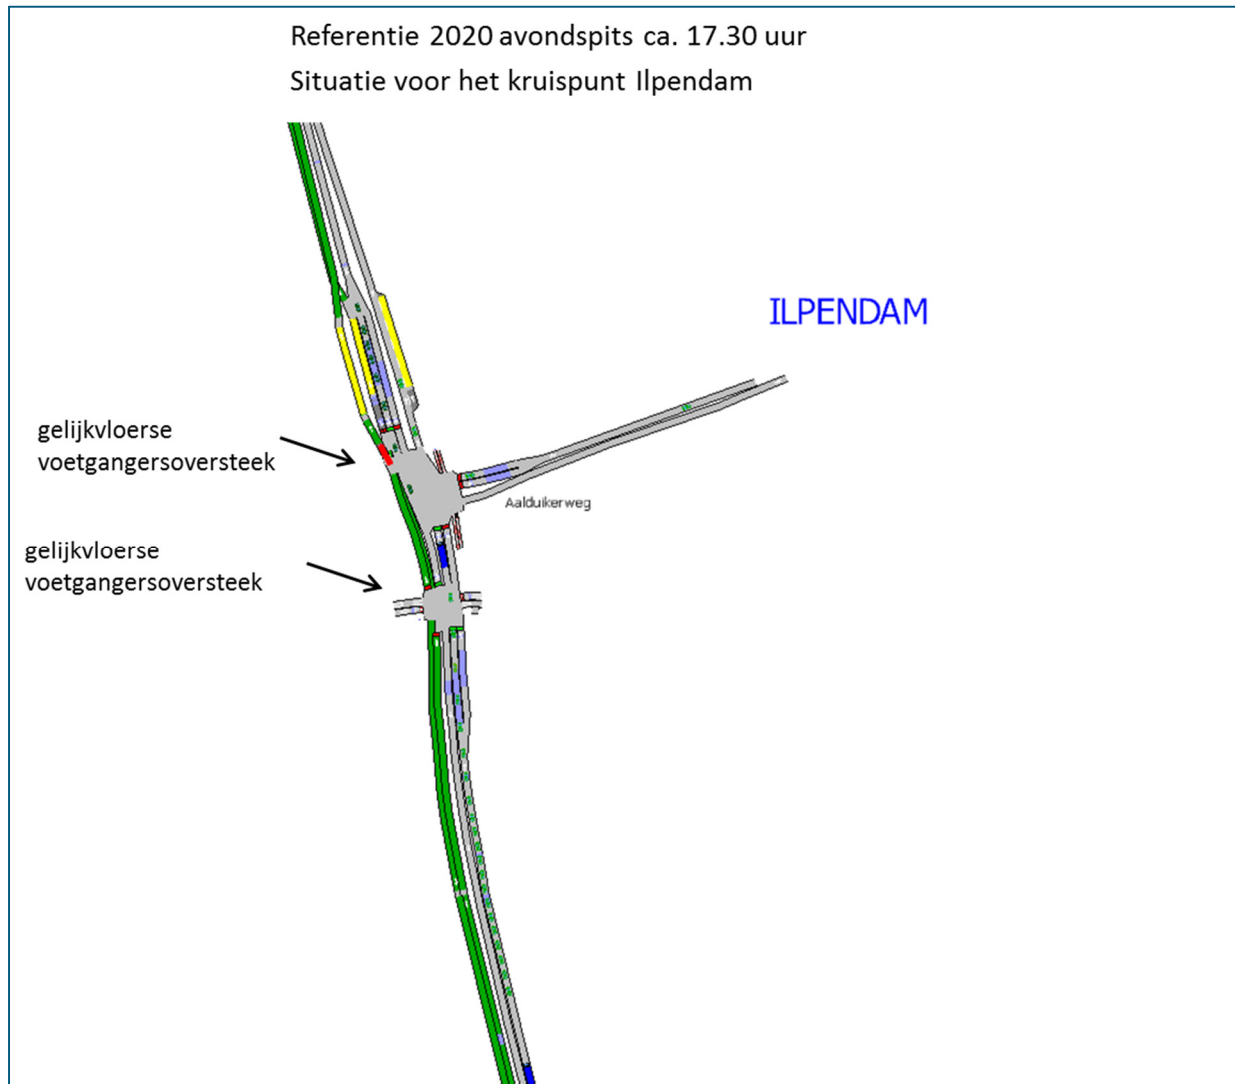 Referentie 2020 avondspits ca. 17.30 uur
Situatie voor het kruispunt Ilpendam
ILPENDAM
gelijkvloerse
voetgangersoversteek
Aalduikerweg
gelijkvloerse
voetgangersoversteek